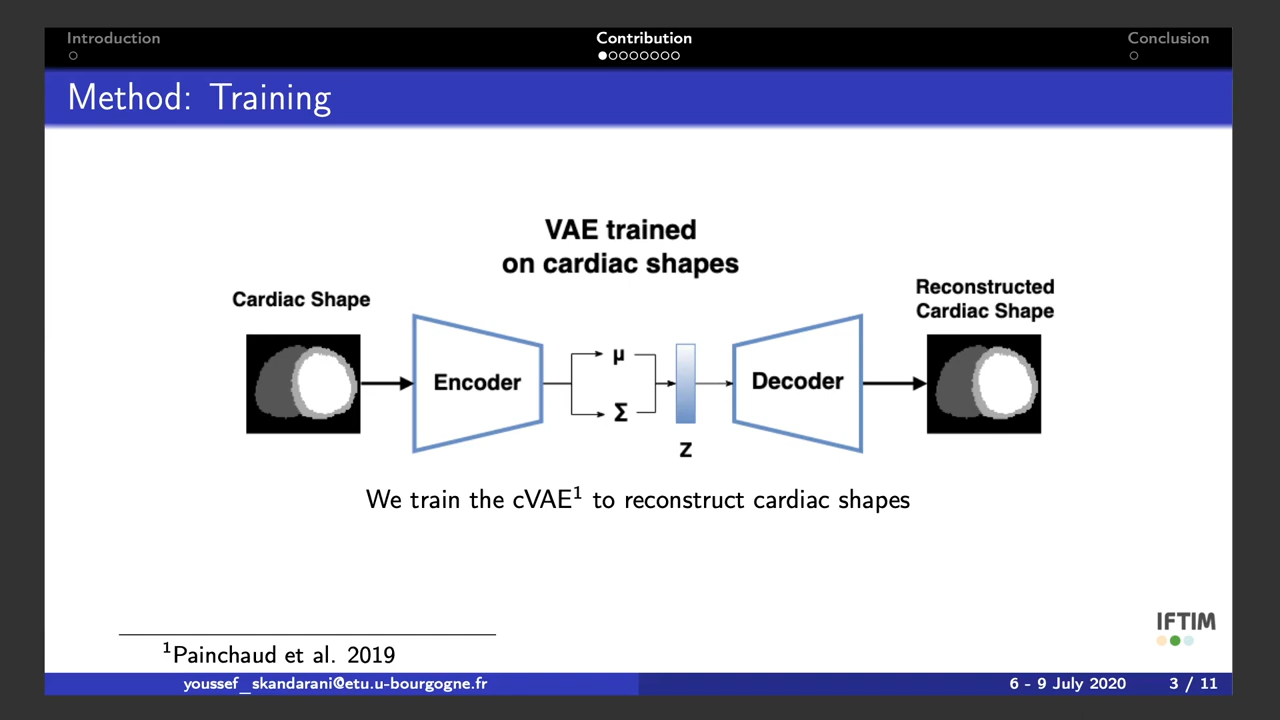 Introduction
Contribution
Conclusion
Method: Training
VAE trained
on cardiac shapes
Cardiac Shape
Reconstructed
Cardiac Shape
Encoder
μ
Σ
Z
Decoder
We train the cVAE¹ to reconstruct cardiac shapes
IFTIM
¹Painchaud et al. 2019
youssef_skandarani@etu.u-bourgogne.fr
6 - 9 July 2020
3 / 11